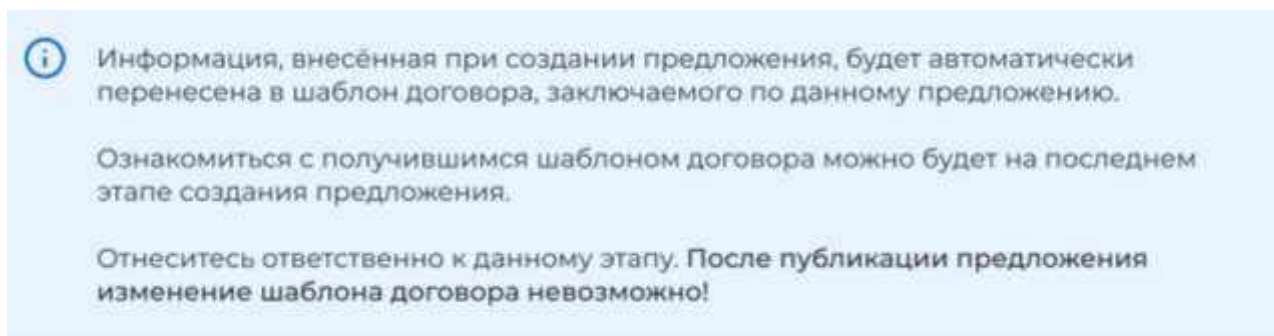 Информация, внесённая при создании предложения, будет автоматически
перенесена в шаблон договора, заключаемого по данному предложению.
Ознакомиться с получившимся шаблоном договора можно будет на последнем
этапе создания предложения.
Отнеситесь ответственно к данному этапу. После публикации предложения
изменение шаблона договора невозможно!